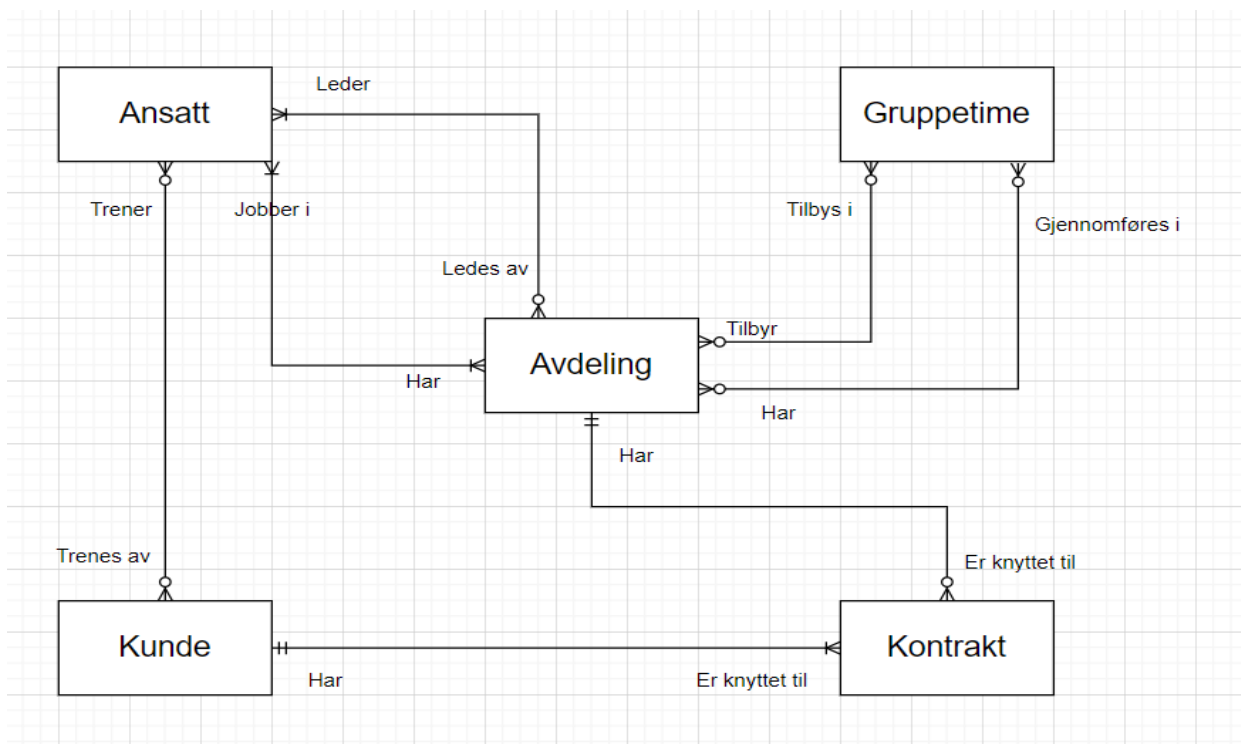 Leder
Ansatt
Gruppetime
Trener
Jobber i
Tilbys i
Gjennomføres i
Ledes av
Tilbyr
Avdeling
Har
Har
Har
Trenes av
Er knyttet til
Kunde
Kontrakt
Har
Er knyttet til